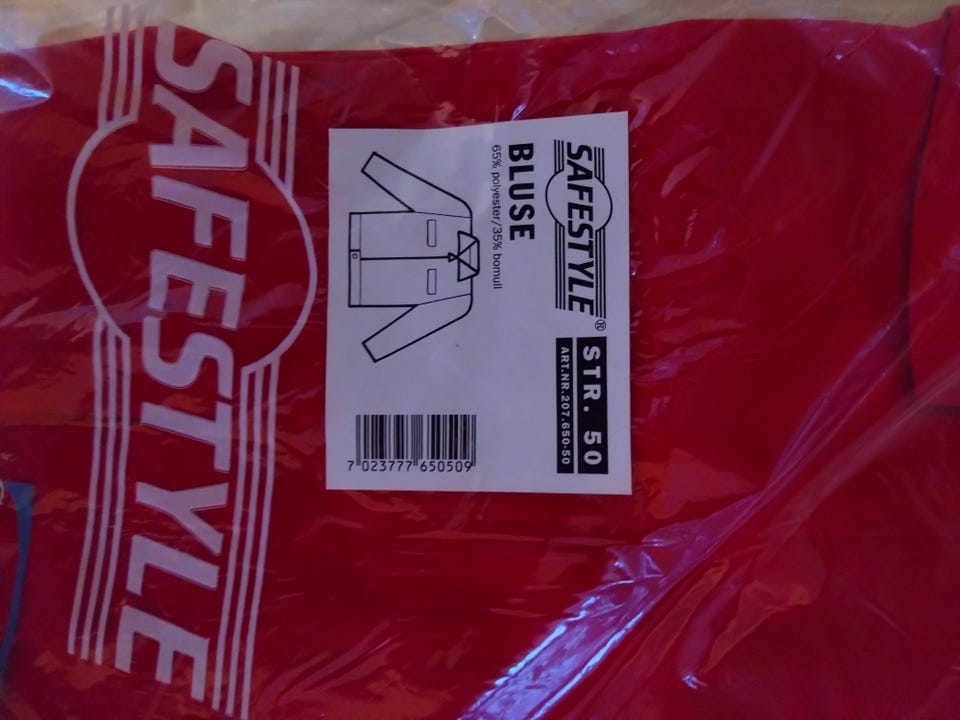 SAFESTYLE
SAFESTYLE®
STR. 50
ART.NR.207.650-50
BLUSE
65% polyester/35% bomull
7 023777 650509